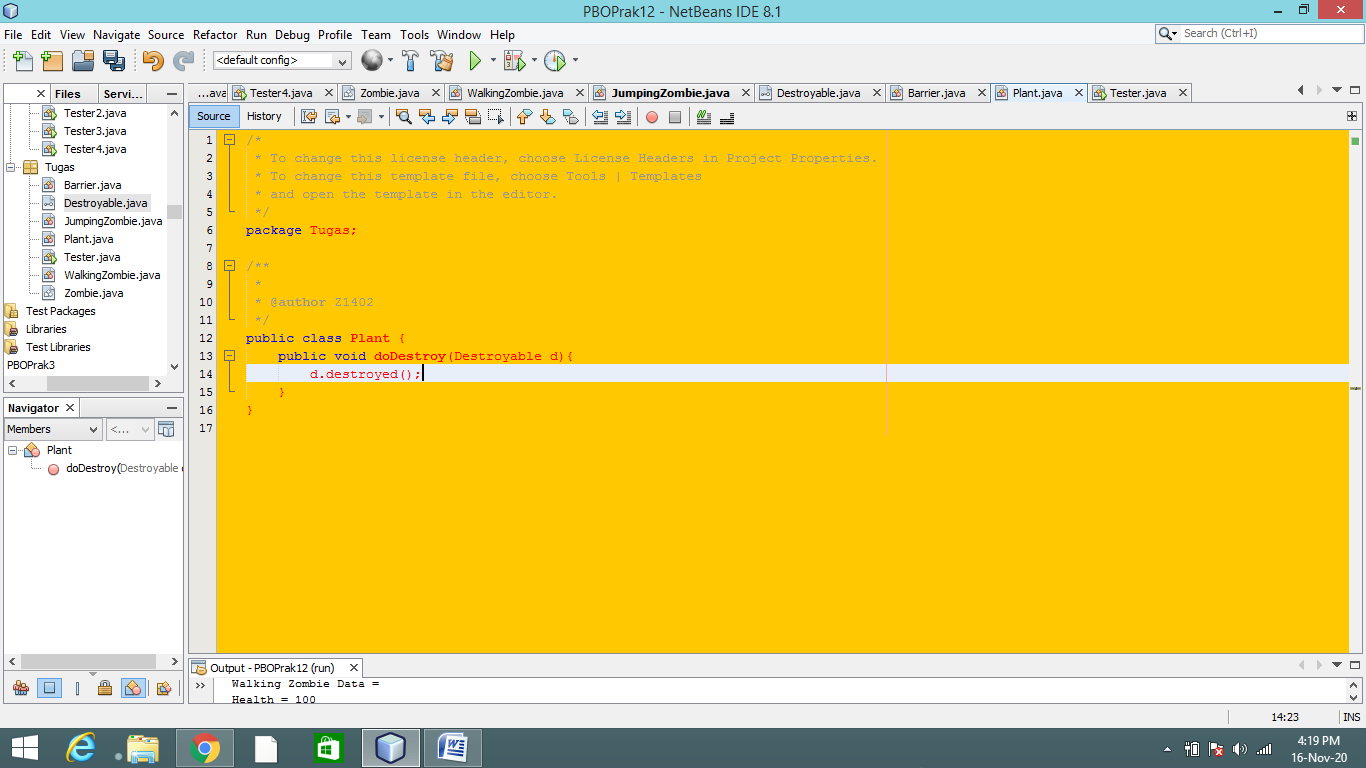 PBOPrak12 - NetBeans IDE 8.1
File Edit View Navigate Source Refactor Run Debug Profile Team Tools Window Help
Search (Ctrl+I)
<default config>
Files Servi...
Tester2.java
Tester3.java
Tester4.java
Tugas
Barrier.java
Destroyable.java
JumpingZombie.java
Plant.java
Tester.java
WalkingZombie.java
Zombie.java
Test Packages
Libraries
Test Libraries
PBOPrak3
Navigator
Members <...
Plant
doDestroy(Destroyable
...ava Tester4.java Zombie.java WalkingZombie.java JumpingZombie.java Destroyable.java Barrier.java Plant.java Tester.java
Source History
1 /*
2 * To change this license header, choose License Headers in Project Properties.
3 * To change this template file, choose Tools | Templates
4 * and open the template in the editor.
5 */
6 package Tugas;
7
8 /**
9 *
10 * @author Z1402
11 */
12 public class Plant {
13 public void doDestroy(Destroyable d){
14 d.destroyed();
15 }
16 }
17
Output - PBOPrak12 (run)
Walking Zombie Data =
Health = 100
14:23 INS
4:19 PM
16-Nov-20